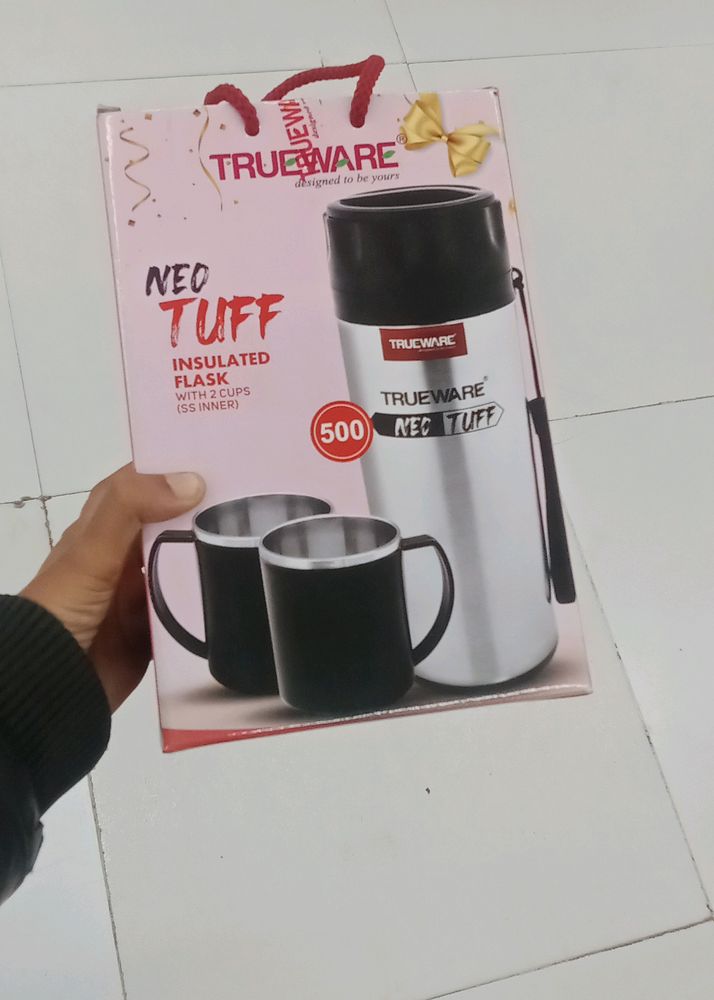 TRUEWARE®
designed to be yours
NEO
TUFF
INSULATED
FLASK
WITH 2 CUPS
(SS INNER)
500
TRUEWARE
TRUEWARE®
NEO TUFF